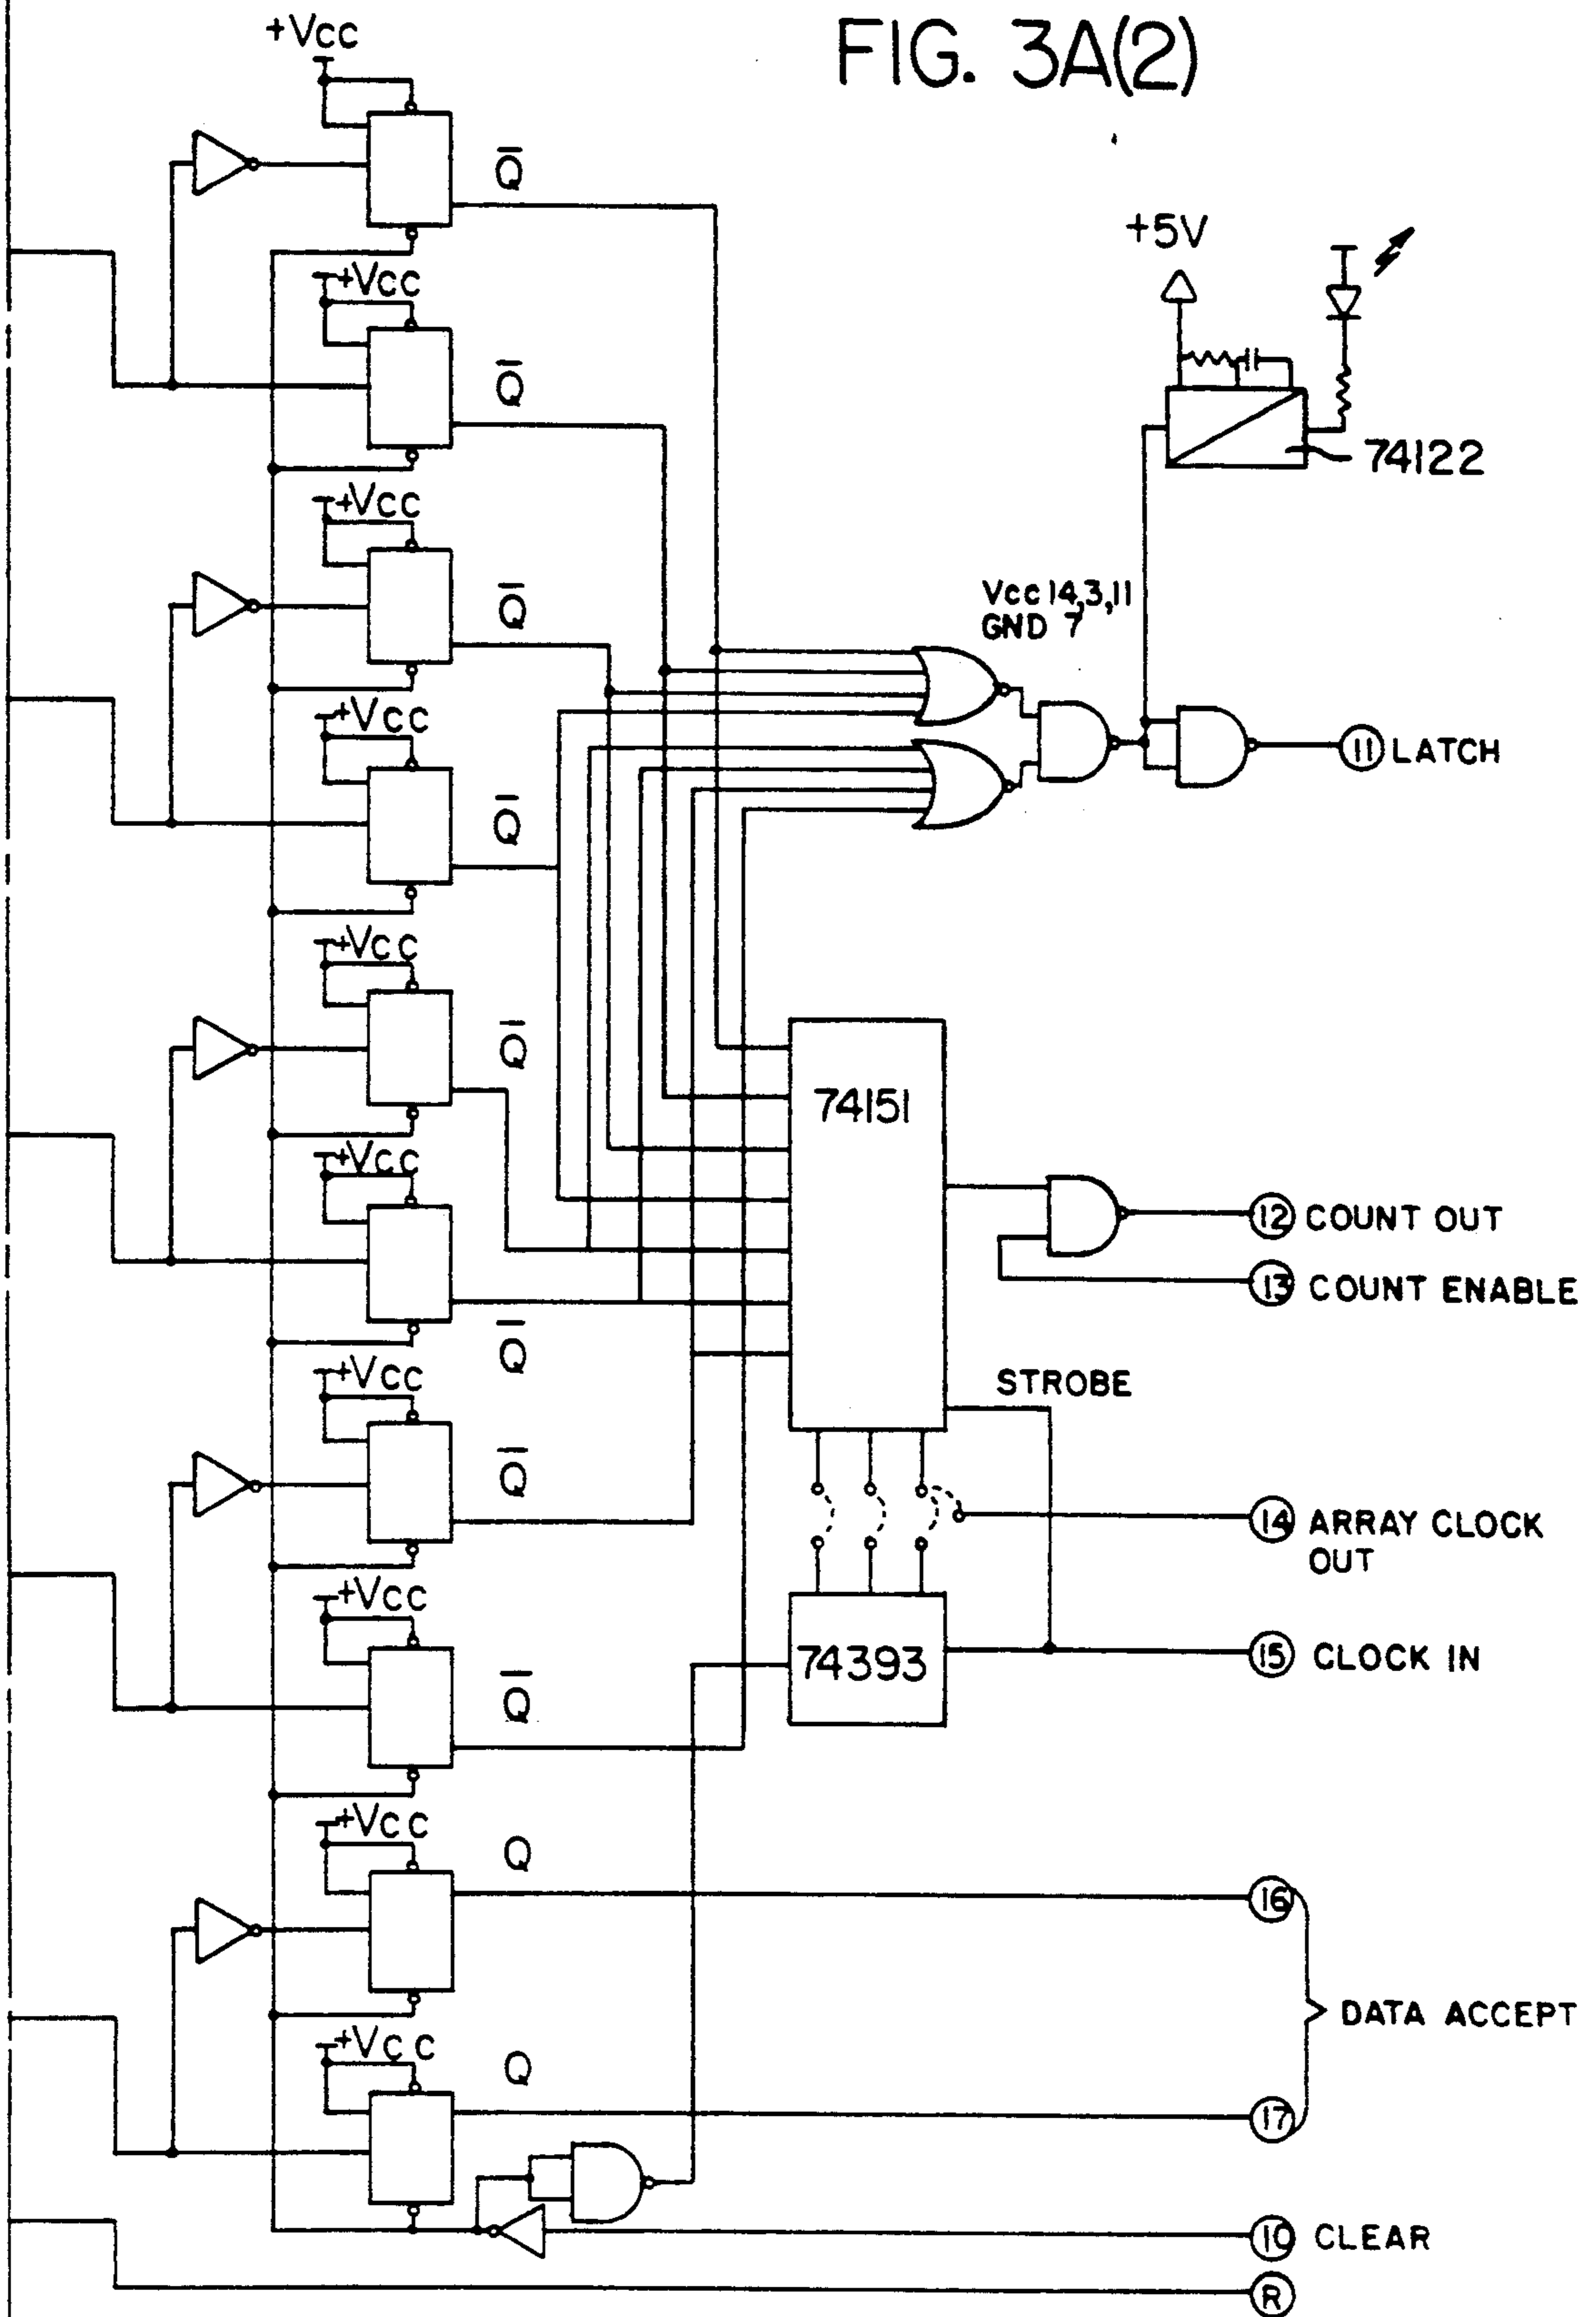 FIG. 3A(2)
+Vcc
Q̅
+5V
+Vcc
Q̅
74122
+Vcc
Q̅
Vcc 14,3,11
GND 7
+Vcc
11 LATCH
Q̅
+Vcc
Q̅
74151
+Vcc
12 COUNT OUT
13 COUNT ENABLE
Q̅
+Vcc
STROBE
Q̅
14 ARRAY CLOCK
OUT
+Vcc
74393
15 CLOCK IN
Q̅
+Vcc
Q
16
DATA ACCEPT
+Vcc
Q
17
10 CLEAR
R